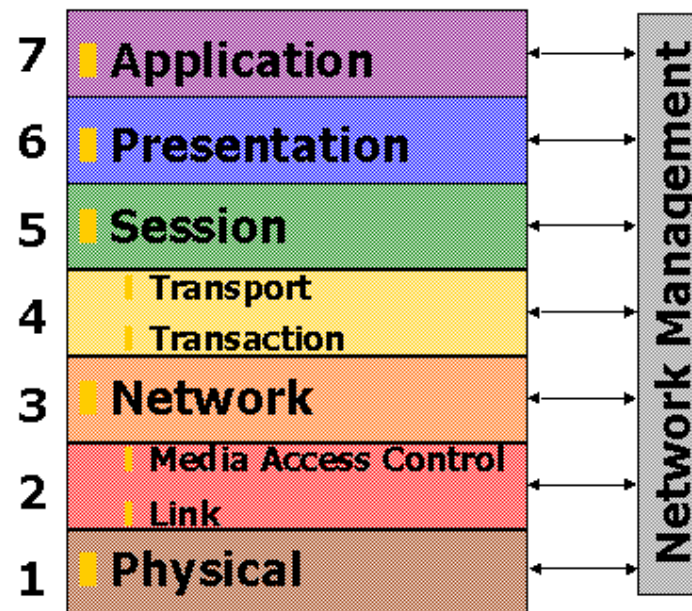 7 Application
6 Presentation
5 Session
4 Transport
Transaction
3 Network
2 Media Access Control
Link
1 Physical
Network Management